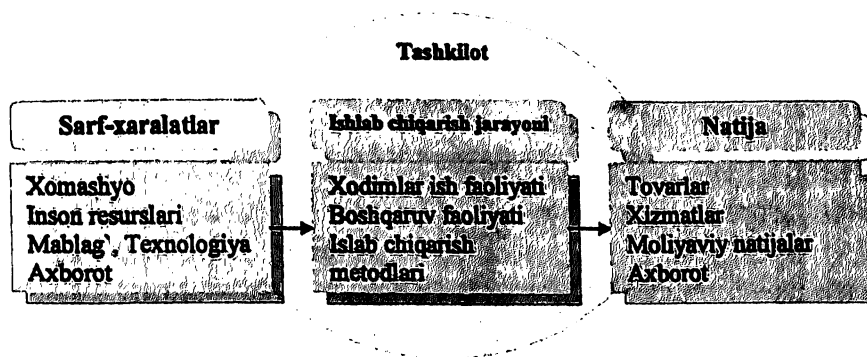 Tashkilot
Sarf-xaralatlar
Xomashyo
Inson resurslari
Mablag`, Texnologiya
Axborot
Ishlab chiqarish jarayoni
Xodimlar ish faoliyati
Boshqaruv faoliyati
Islab chiqarish
metodlari
Natija
Tovarlar
Xizmatlar
Moliyaviy natijalar
Axborot